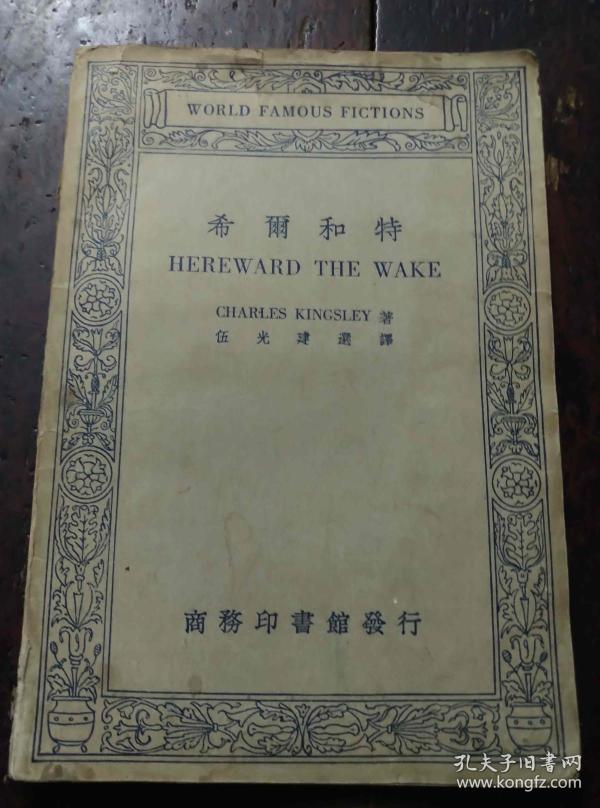 WORLD FAMOUS FICTIONS
希爾和特
HEREWARD THE WAKE
CHARLES KINGSLEY 著
伍光建選譯
商務印書館發行
孔夫子旧书网
www.kongfz.com